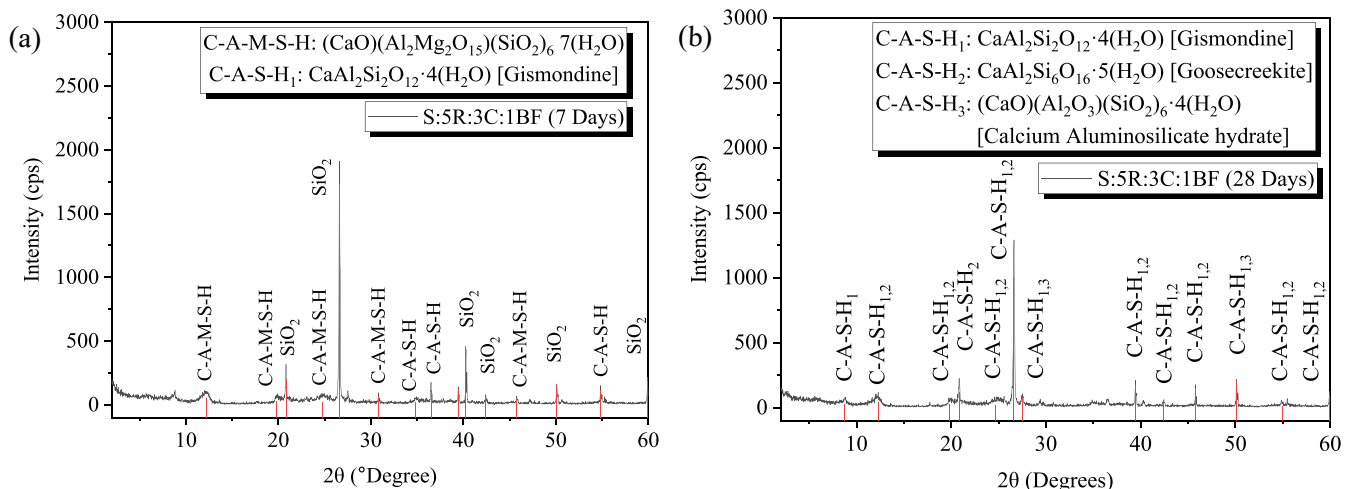 (a)
C-A-M-S-H: (CaO)(Al₂Mg₂O₁₅)(SiO₂)₆ 7(H₂O)
C-A-S-H₁: CaAl₂Si₂O₁₂·4(H₂O) [Gismondine]
S:5R:3C:1BF (7 Days)
Intensity (cps)
3000
2500
2000
1500
1000
500
0
C-A-M-S-H
C-A-M-S-H
SiO₂
C-A-M-S-H
SiO₂
C-A-M-S-H
C-A-S-H
C-A-S-H
SiO₂
SiO₂
C-A-M-S-H
SiO₂
C-A-S-H
SiO₂
10
20
30
40
50
60
2θ (°Degree)
(b)
C-A-S-H₁: CaAl₂Si₂O₁₂·4(H₂O) [Gismondine]
C-A-S-H₂: CaAl₂Si₆O₁₆·5(H₂O) [Goosecreekite]
C-A-S-H₃: (CaO)(Al₂O₃)(SiO₂)₆·4(H₂O)
[Calcium Aluminosilicate hydrate]
S:5R:3C:1BF (28 Days)
Intensity (cps)
3000
2500
2000
1500
1000
500
0
C-A-S-H₁
C-A-S-H₁,₂
C-A-S-H₁,₂
C-A-S-H₂
C-A-S-H₁,₂
C-A-S-H₁,₂
C-A-S-H₁,₃
C-A-S-H₁,₂
C-A-S-H₁,₂
C-A-S-H₁,₂
C-A-S-H₁,₃
C-A-S-H₁,₂
C-A-S-H₁,₂
10
20
30
40
50
60
2θ (Degrees)